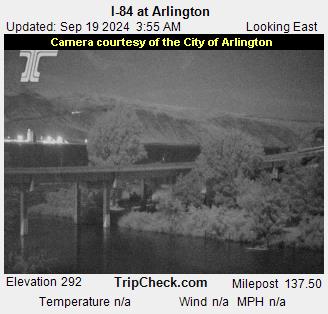 I-84 at Arlington
Updated: Sep 19 2024 3:55 AM Looking East
Camera courtesy of the City of Arlington
Elevation 292 TripCheck.com Milepost 137.50
Temperature n/a Wind n/a MPH n/a